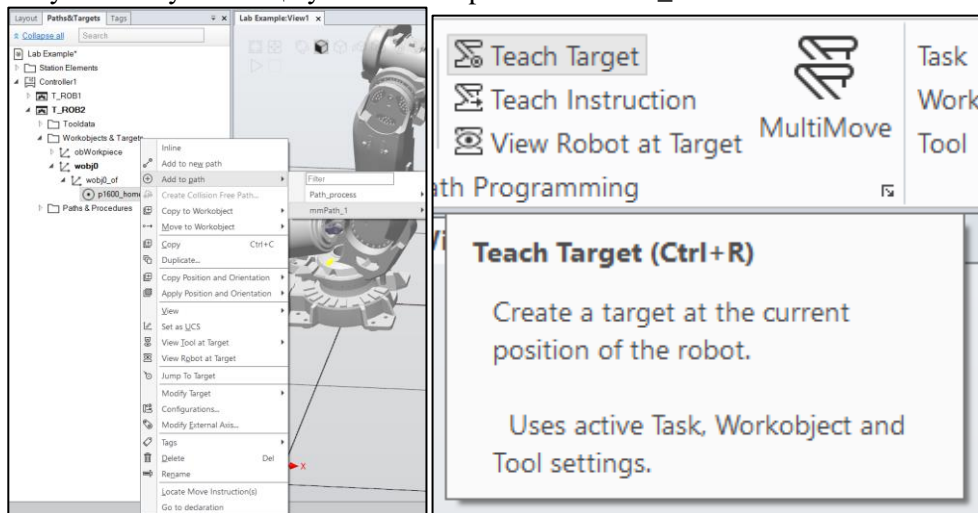 Layout Paths&Targets Tags
Lab Example:View1
Collapse all Search
Lab Example*
Station Elements
Controller1
T_ROB1
T_ROB2
Tooldata
Workobjects & Targets
obWorkpiece
wobj0
wobj0_of
p1600_home
Paths & Procedures
Inline
Add to new path
Add to path
Create Collision Free Path...
Copy to Workobject
Move to Workobject
Copy Ctrl+C
Duplicate...
Copy Position and Orientation
Apply Position and Orientation
View
Set as UCS
View Tool at Target
View Robot at Target
Jump To Target
Modify Target
Configurations...
Modify External Axis...
Tags
Delete Del
Rename
Locate Move Instruction(s)
Go to declaration
Filter
Path_process
mmPath_1
X
Teach Target
Teach Instruction
View Robot at Target
MultiMove
Task
Work
Tool
ath Programming
Teach Target (Ctrl+R)
Create a target at the current
position of the robot.
Uses active Task, Workobject and
Tool settings.